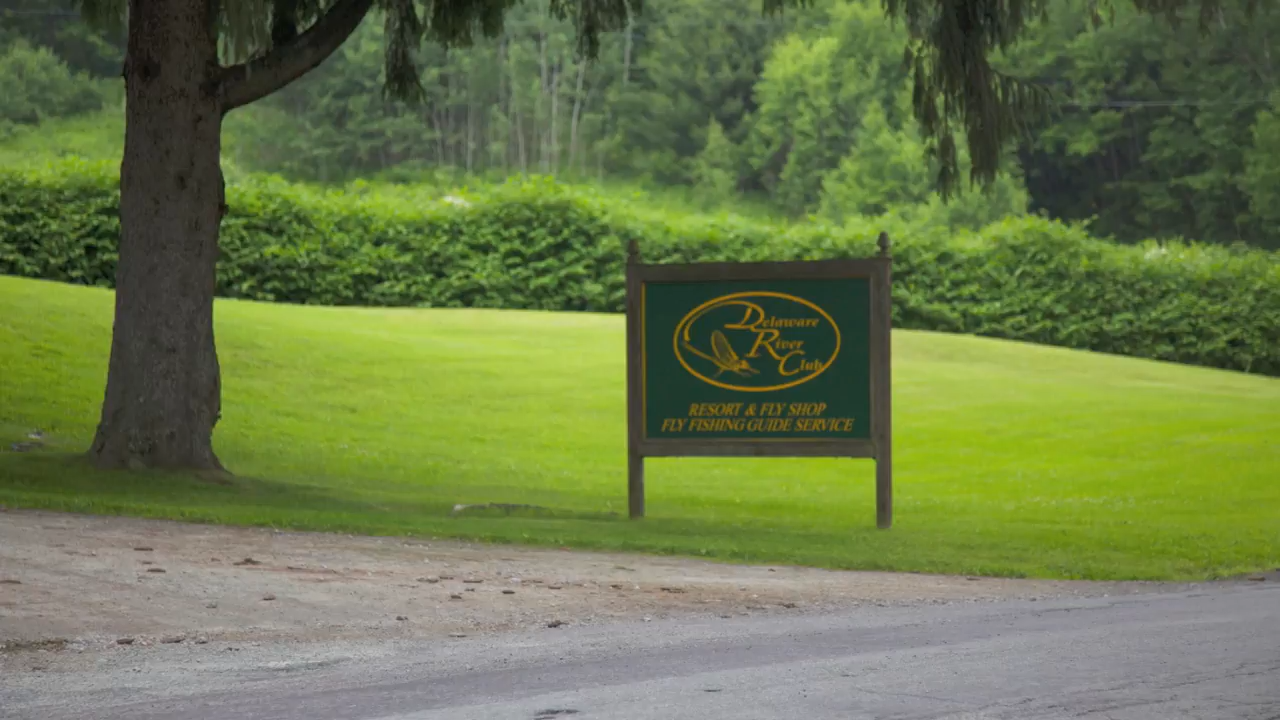 Delaware
River
Club
RESORT & FLY SHOP
FLY FISHING GUIDE SERVICE